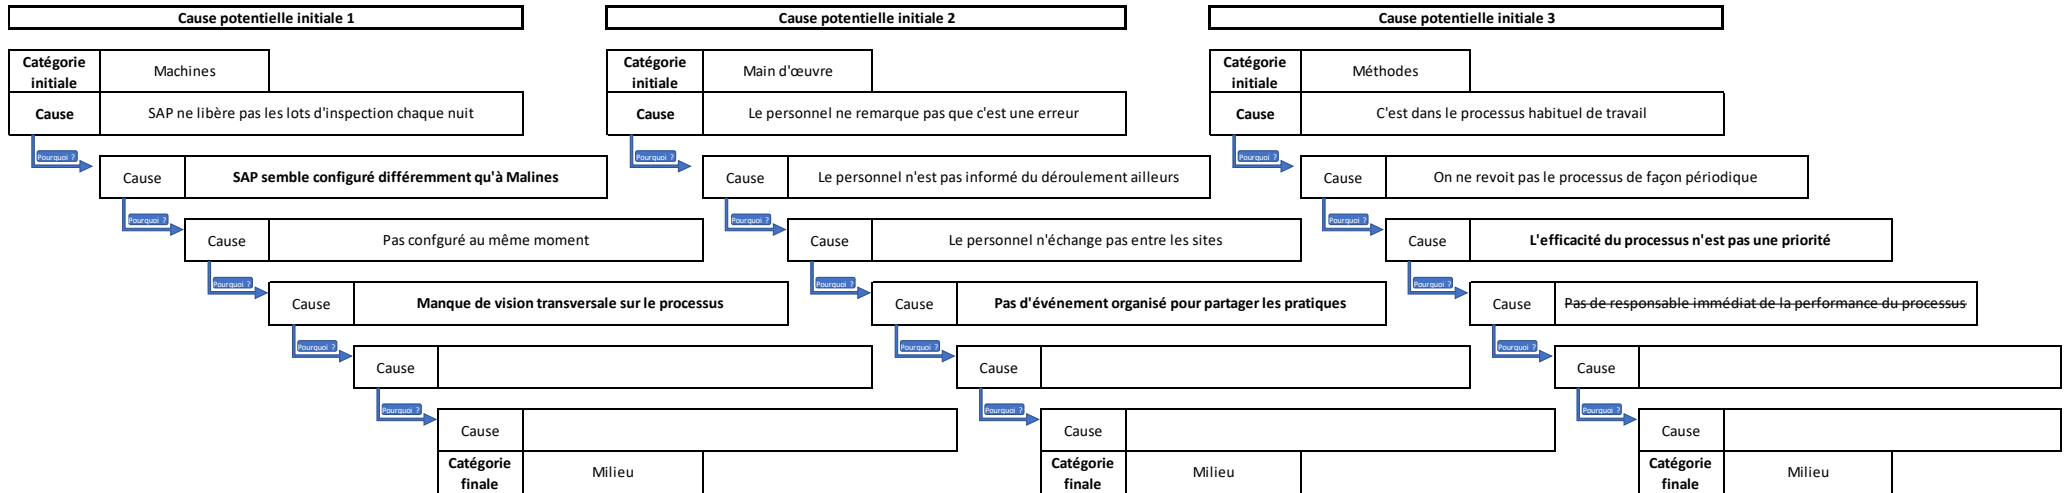 Cause potentielle initiale 1
Catégorie initiale
Machines
Cause
SAP ne libère pas les lots d'inspection chaque nuit
Pourquoi ?
Cause
SAP semble configuré différemment qu'à Malines
Pourquoi ?
Cause
Pas confguré au même moment
Pourquoi ?
Cause
Manque de vision transversale sur le processus
Pourquoi ?
Cause
Pourquoi ?
Cause
Catégorie finale
Milieu
Cause potentielle initiale 2
Catégorie initiale
Main d'œuvre
Cause
Le personnel ne remarque pas que c'est une erreur
Pourquoi ?
Cause
Le personnel n'est pas informé du déroulement ailleurs
Pourquoi ?
Cause
Le personnel n'échange pas entre les sites
Pourquoi ?
Cause
Pas d'événement organisé pour partager les pratiques
Pourquoi ?
Cause
Pourquoi ?
Cause
Catégorie finale
Milieu
Cause potentielle initiale 3
Catégorie initiale
Méthodes
Cause
C'est dans le processus habituel de travail
Pourquoi ?
Cause
On ne revoit pas le processus de façon périodique
Pourquoi ?
Cause
L'efficacité du processus n'est pas une priorité
Pourquoi ?
Cause
Pas de responsable immédiat de la performance du processus
Pourquoi ?
Cause
Pourquoi ?
Cause
Catégorie finale
Milieu